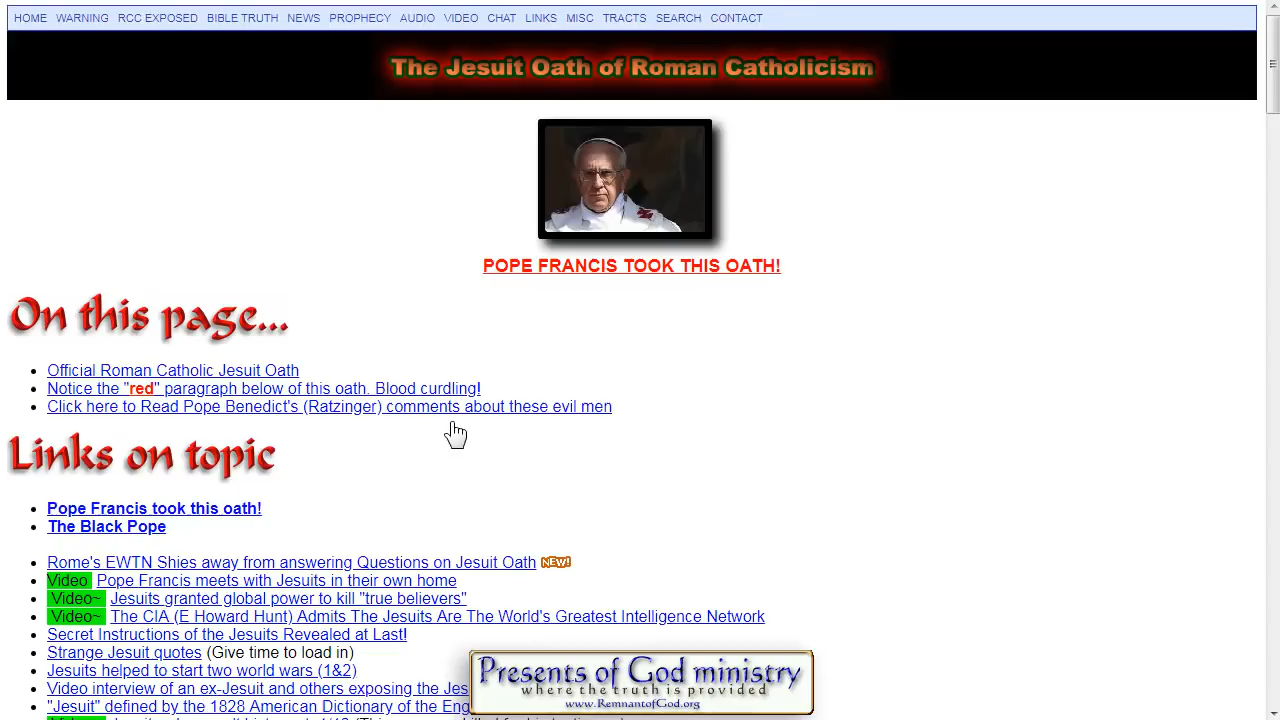 HOME WARNING RCC EXPOSED BIBLE TRUTH NEWS PROPHECY AUDIO VIDEO CHAT LINKS MISC TRACTS SEARCH CONTACT
The Jesuit Oath of Roman Catholicism
POPE FRANCIS TOOK THIS OATH!
On this page...
Official Roman Catholic Jesuit Oath
Notice the "red" paragraph below of this oath. Blood curdling!
Click here to Read Pope Benedict's (Ratzinger) comments about these evil men
Links on topic
Pope Francis took this oath!
The Black Pope
Rome's EWTN Shies away from answering Questions on Jesuit Oath NEW!
Video Pope Francis meets with Jesuits in their own home
Video~ Jesuits granted global power to kill "true believers"
Video~ The CIA (E Howard Hunt) Admits The Jesuits Are The World's Greatest Intelligence Network
Secret Instructions of the Jesuits Revealed at Last!
Strange Jesuit quotes (Give time to load in)
Jesuits helped to start two world wars (1&2)
Video interview of an ex-Jesuit and others exposing the Jes
"Jesuit" defined by the 1828 American Dictionary of the Eng
Presents of God ministry
where the truth is provided
www.RemnantofGod.org